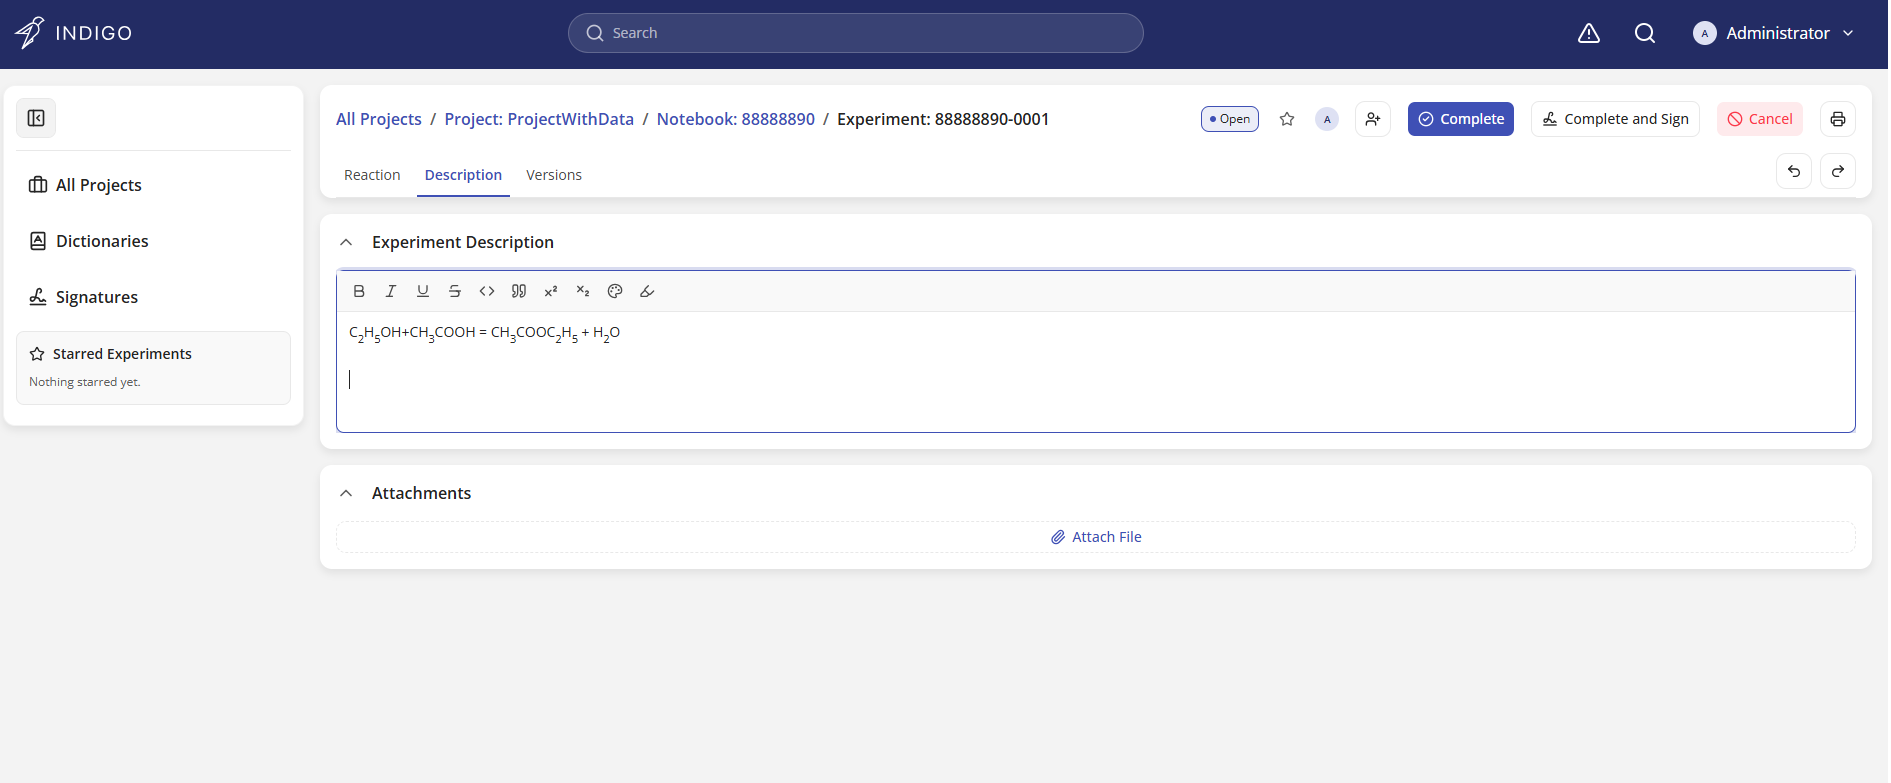 INDIGO
Search
A Administrator
All Projects / Project: ProjectWithData / Notebook: 88888890 / Experiment: 88888890-0001
Open A Complete Complete and Sign Cancel
Reaction Description Versions
All Projects
Dictionaries
Signatures
Starred Experiments
Nothing starred yet.
Experiment Description
B I U S <> x² x₂
C₂H₅OH+CH₃COOH = CH₃COOC₂H₅ + H₂O
Attachments
Attach File